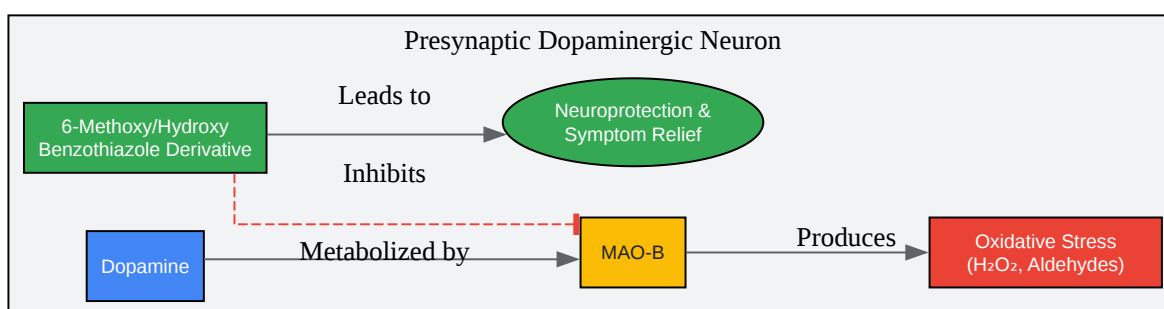 Presynaptic Dopaminergic Neuron
Leads to
6-Methoxy/Hydroxy
Benzothiazole Derivative
Neuroprotection &
Symptom Relief
Inhibits
Metabolized by
Dopamine
MAO-B
Produces
Oxidative Stress
(H₂O₂, Aldehydes)